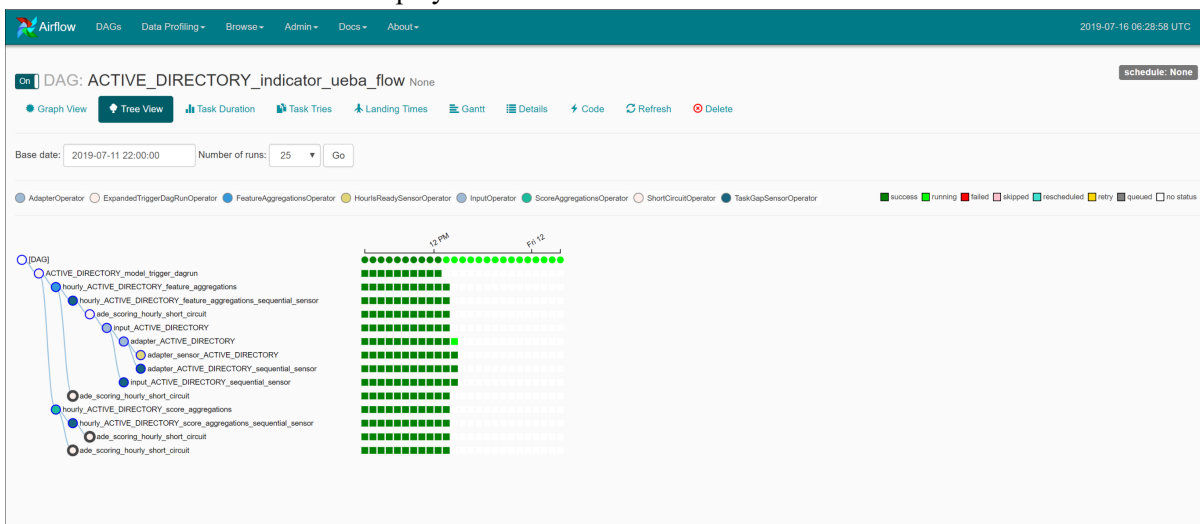 Airflow DAGs Data Profiling Browse Admin Docs About 2019-07-16 06:28:58 UTC
On DAG: ACTIVE_DIRECTORY_indicator_ueba_flow None schedule: None
Graph View Tree View Task Duration Task Tries Landing Times Gantt Details Code Refresh Delete
Base date: 2019-07-11 22:00:00 Number of runs: 25 Go
AdapterOperator ExpandedTriggerDagRunOperator FeatureAggregationsOperator HourIsReadySensorOperator InputOperator ScoreAggregationsOperator ShortCircuitOperator TaskGapSensorOperator success running failed skipped rescheduled retry queued no status
12 PM Fri 12
[DAG]
ACTIVE_DIRECTORY_model_trigger_dagrun
hourly_ACTIVE_DIRECTORY_feature_aggregations
hourly_ACTIVE_DIRECTORY_feature_aggregations_sequential_sensor
ade_scoring_hourly_short_circuit
input_ACTIVE_DIRECTORY
adapter_ACTIVE_DIRECTORY
adapter_sensor_ACTIVE_DIRECTORY
adapter_ACTIVE_DIRECTORY_sequential_sensor
input_ACTIVE_DIRECTORY_sequential_sensor
ade_scoring_hourly_short_circuit
hourly_ACTIVE_DIRECTORY_score_aggregations
hourly_ACTIVE_DIRECTORY_score_aggregations_sequential_sensor
ade_scoring_hourly_short_circuit
ade_scoring_hourly_short_circuit